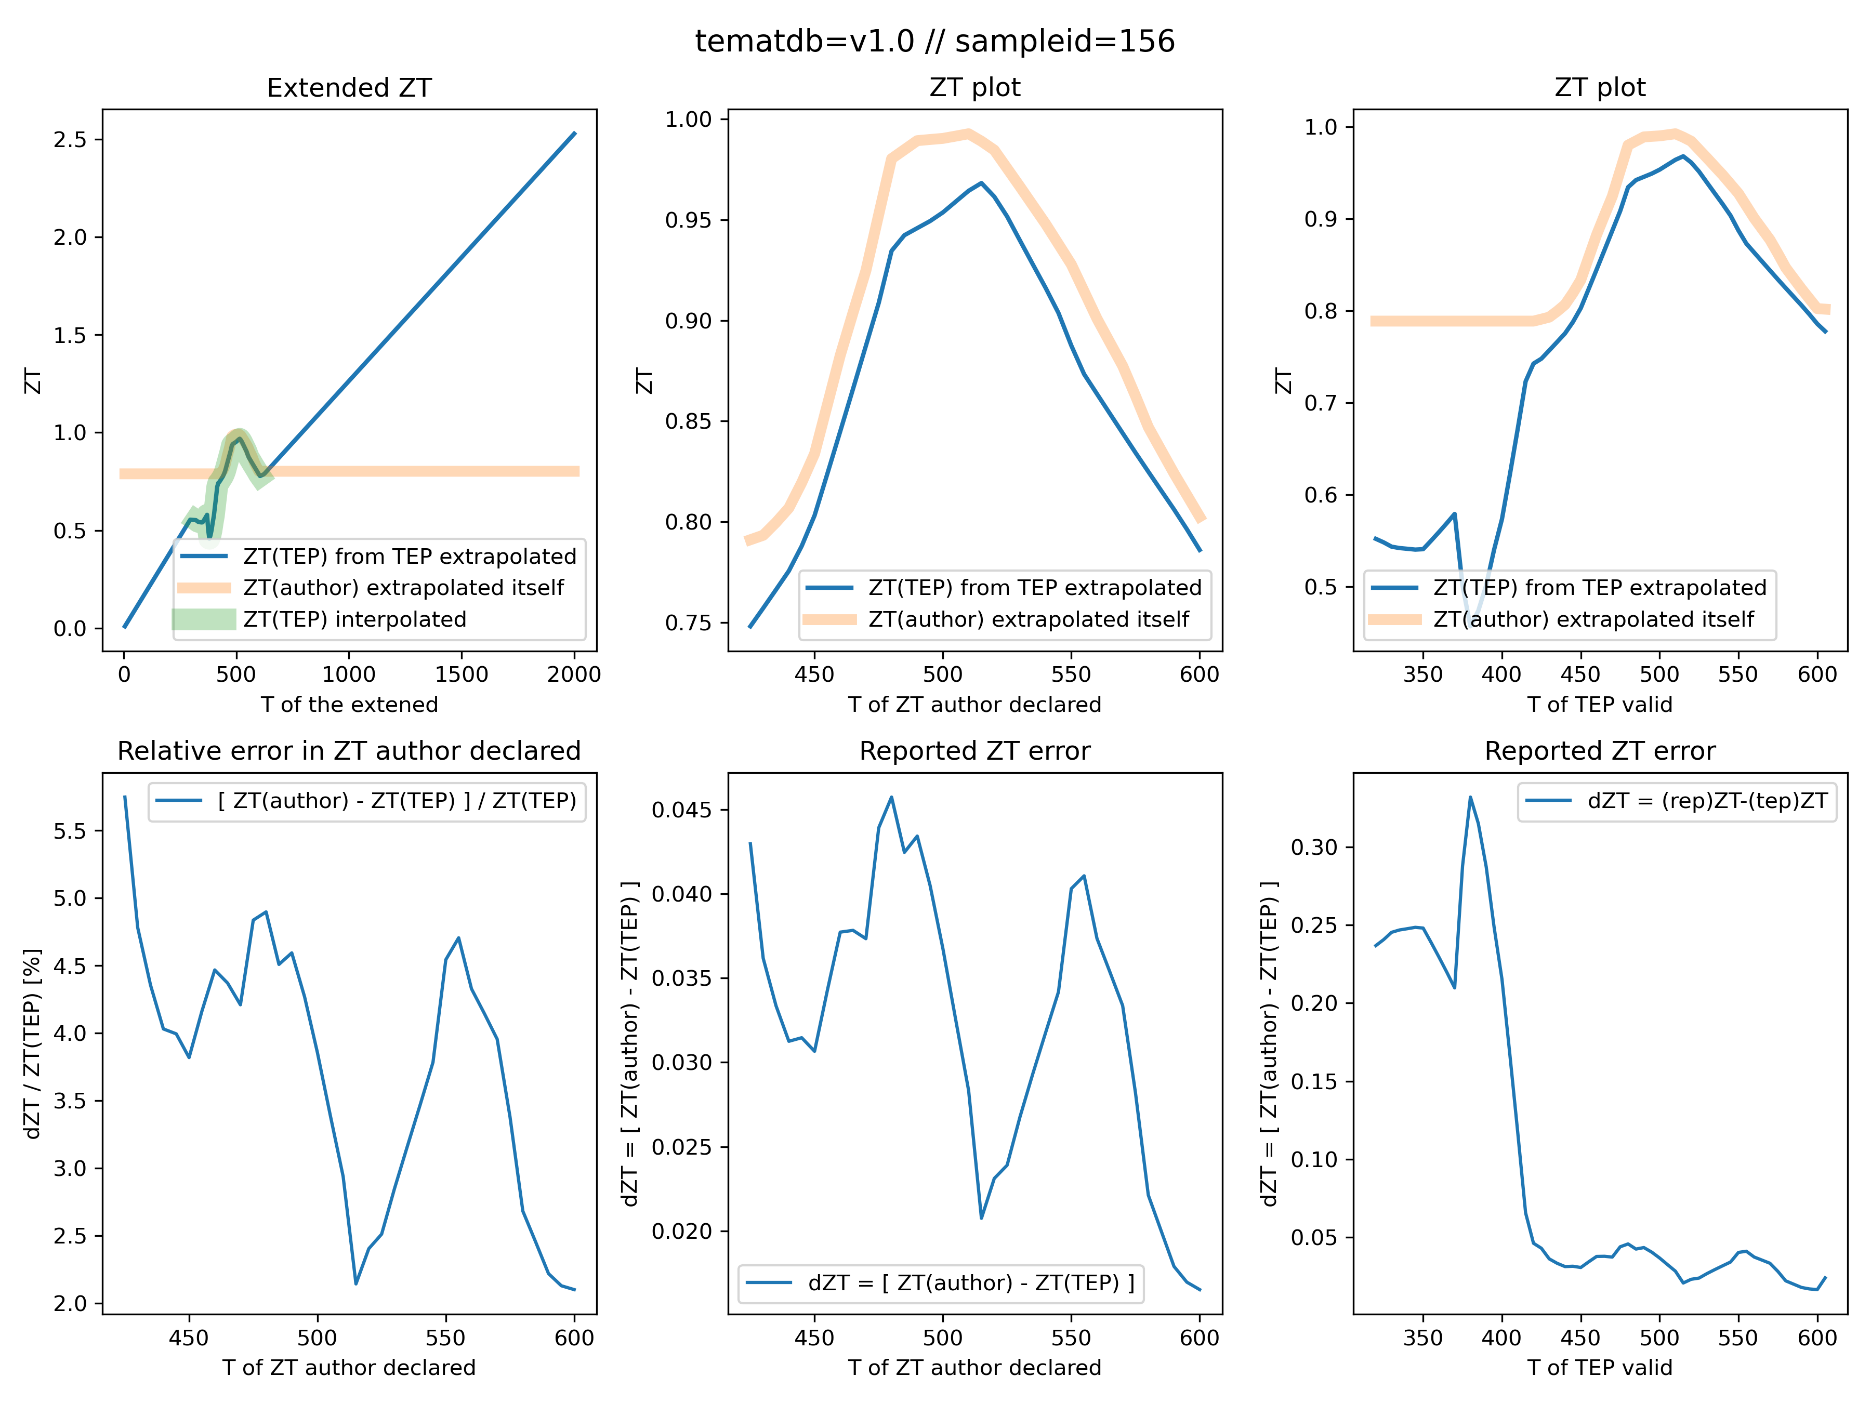 tematdb=v1.0 // sampleid=156
Extended ZT
ZT
2.5
2.0
1.5
1.0
0.5
0.0
ZT(TEP) from TEP extrapolated
ZT(author) extrapolated itself
ZT(TEP) interpolated
0 500 1000 1500 2000
T of the extened
ZT plot
ZT
1.00
0.95
0.90
0.85
0.80
0.75
ZT(TEP) from TEP extrapolated
ZT(author) extrapolated itself
450 500 550 600
T of ZT author declared
ZT plot
ZT
1.0
0.9
0.8
0.7
0.6
0.5
ZT(TEP) from TEP extrapolated
ZT(author) extrapolated itself
350 400 450 500 550 600
T of TEP valid
Relative error in ZT author declared
dZT / ZT(TEP) [%]
5.5
5.0
4.5
4.0
3.5
3.0
2.5
2.0
[ ZT(author) - ZT(TEP) ] / ZT(TEP)
450 500 550 600
T of ZT author declared
Reported ZT error
dZT = [ ZT(author) - ZT(TEP) ]
0.045
0.040
0.035
0.030
0.025
0.020
dZT = [ ZT(author) - ZT(TEP) ]
450 500 550 600
T of ZT author declared
Reported ZT error
dZT = [ ZT(author) - ZT(TEP) ]
0.30
0.25
0.20
0.15
0.10
0.05
dZT = (rep)ZT-(tep)ZT
350 400 450 500 550 600
T of TEP valid